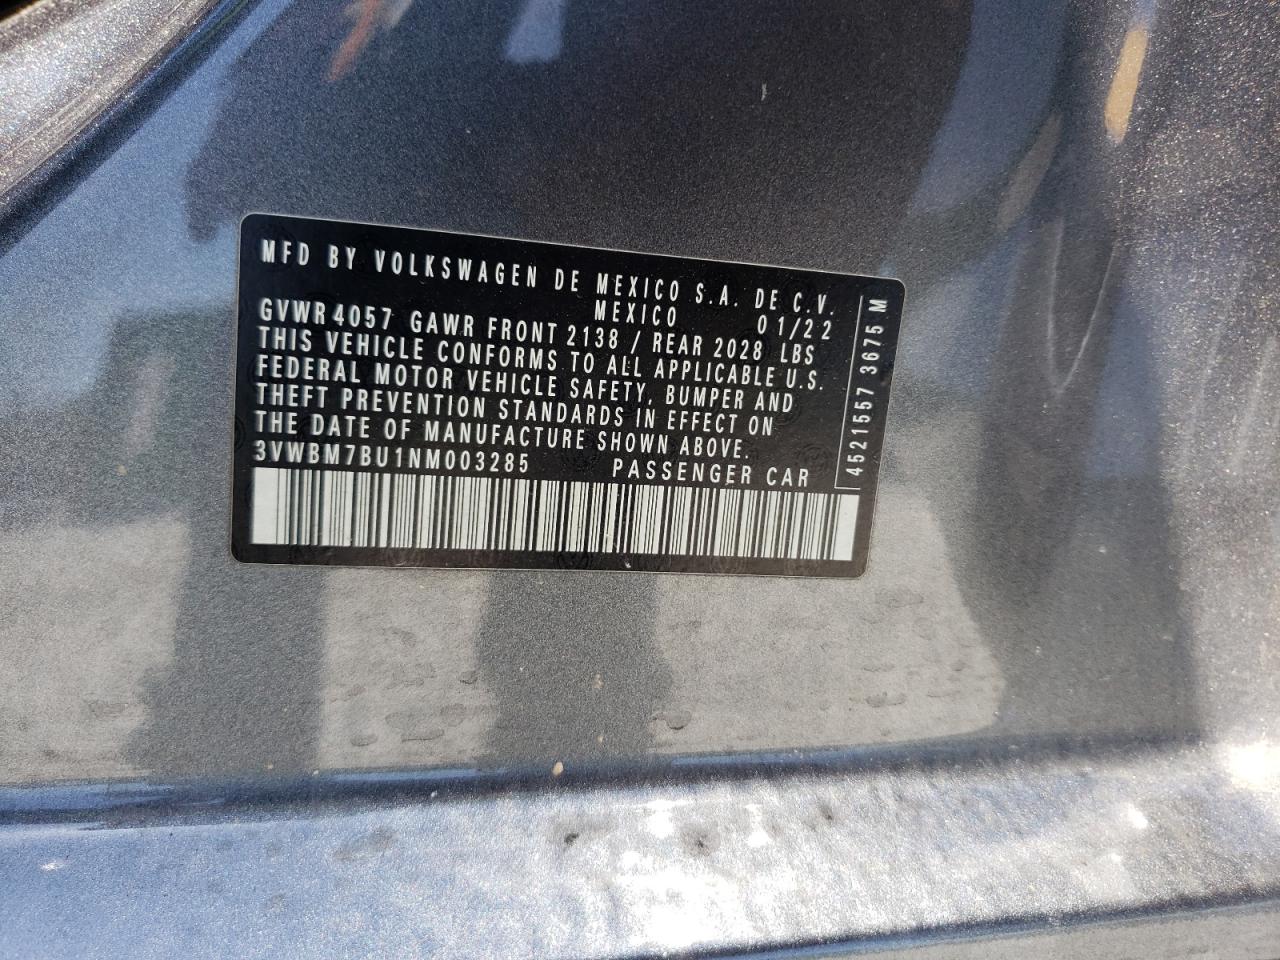 MFD BY VOLKSWAGEN DE MEXICO S.A. DE C.V.
MEXICO 01/22
GVWR 4057 GAWR FRONT 2138 / REAR 2028 LBS
THIS VEHICLE CONFORMS TO ALL APPLICABLE U.S.
FEDERAL MOTOR VEHICLE SAFETY, BUMPER AND
THEFT PREVENTION STANDARDS IN EFFECT ON
THE DATE OF MANUFACTURE SHOWN ABOVE.
3VWBM7BU1NM003285 PASSENGER CAR
4521557 3675 M